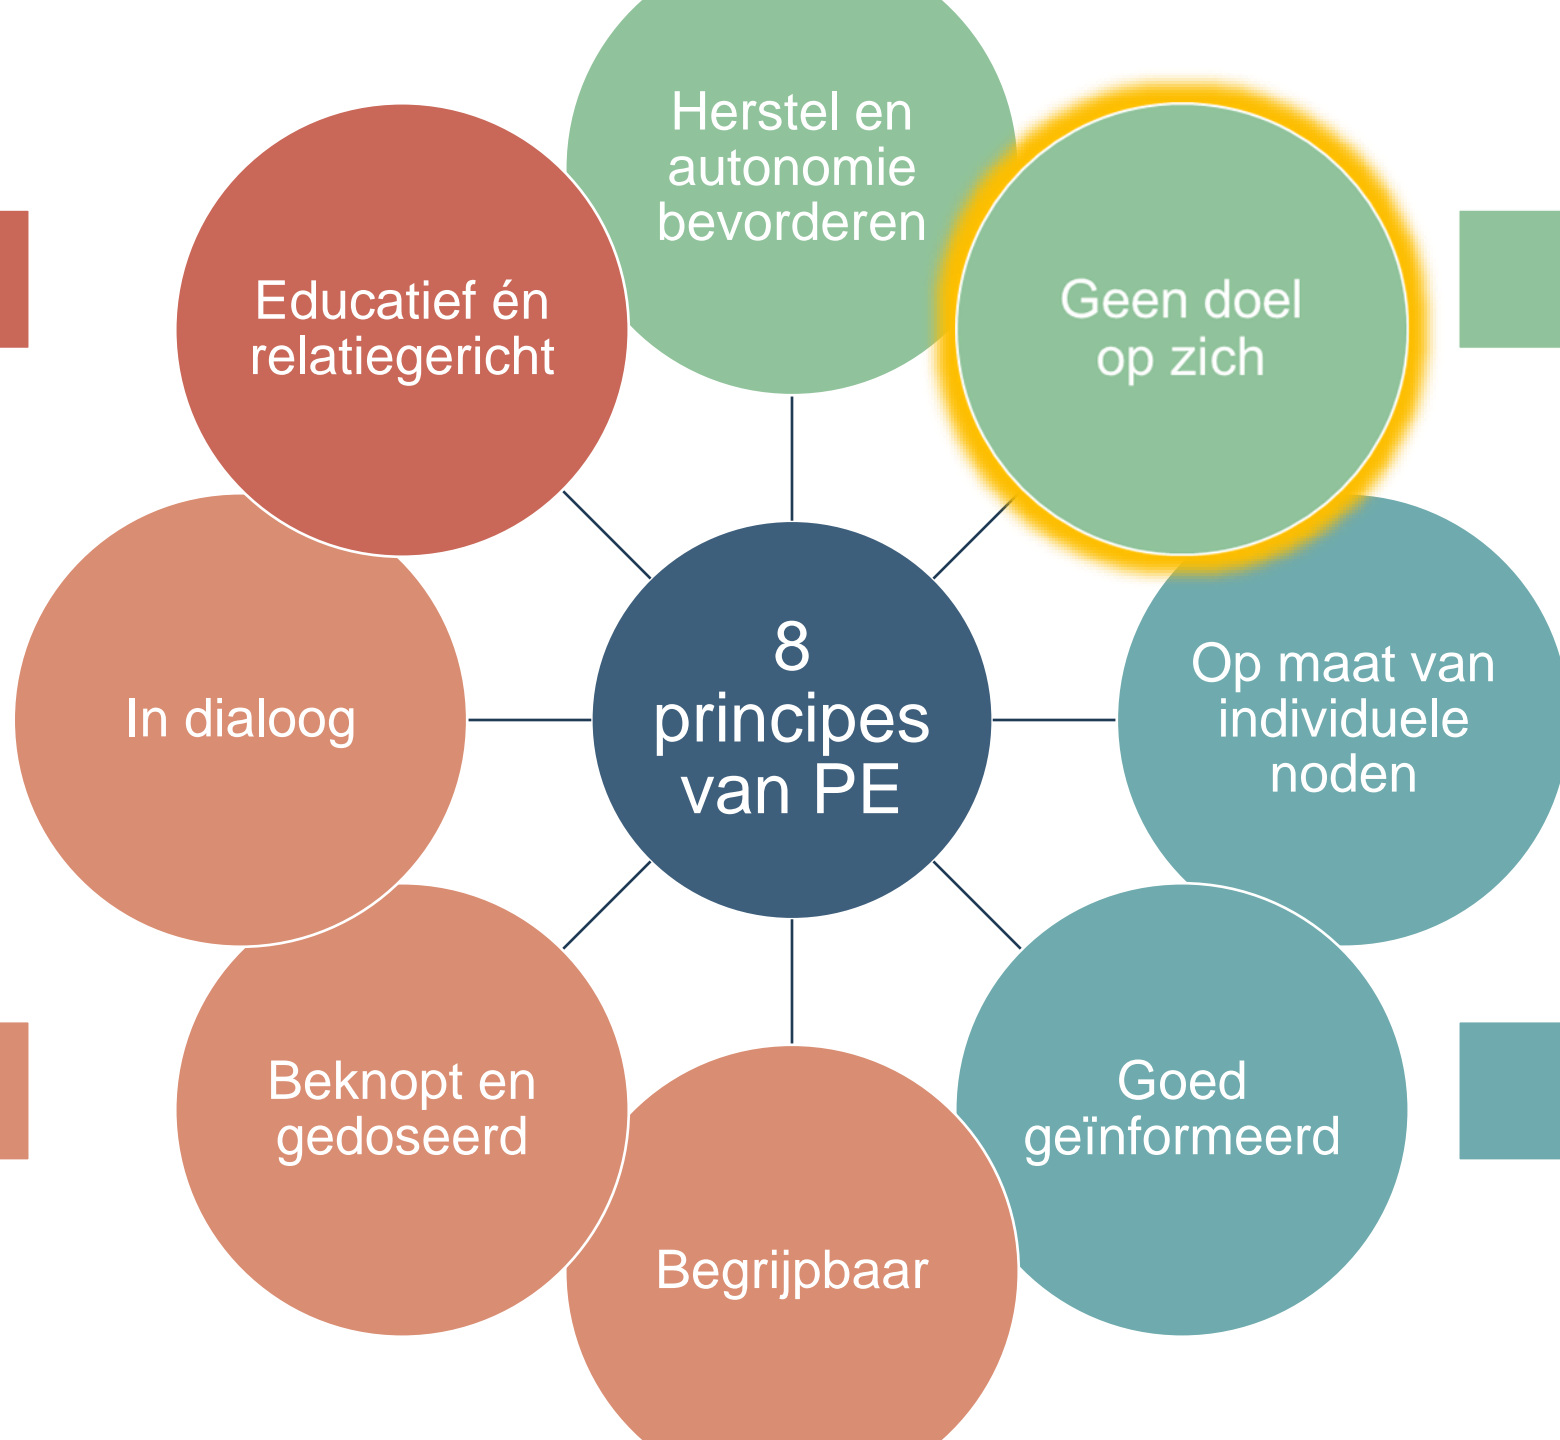 Herstel en
autonomie
bevorderen
Geen doel
op zich
Op maat van
individuele
noden
Goed
geïnformeerd
Begrijpbaar
Beknopt en
gedoseerd
In dialoog
Educatief én
relatiegericht
8
principes
van PE